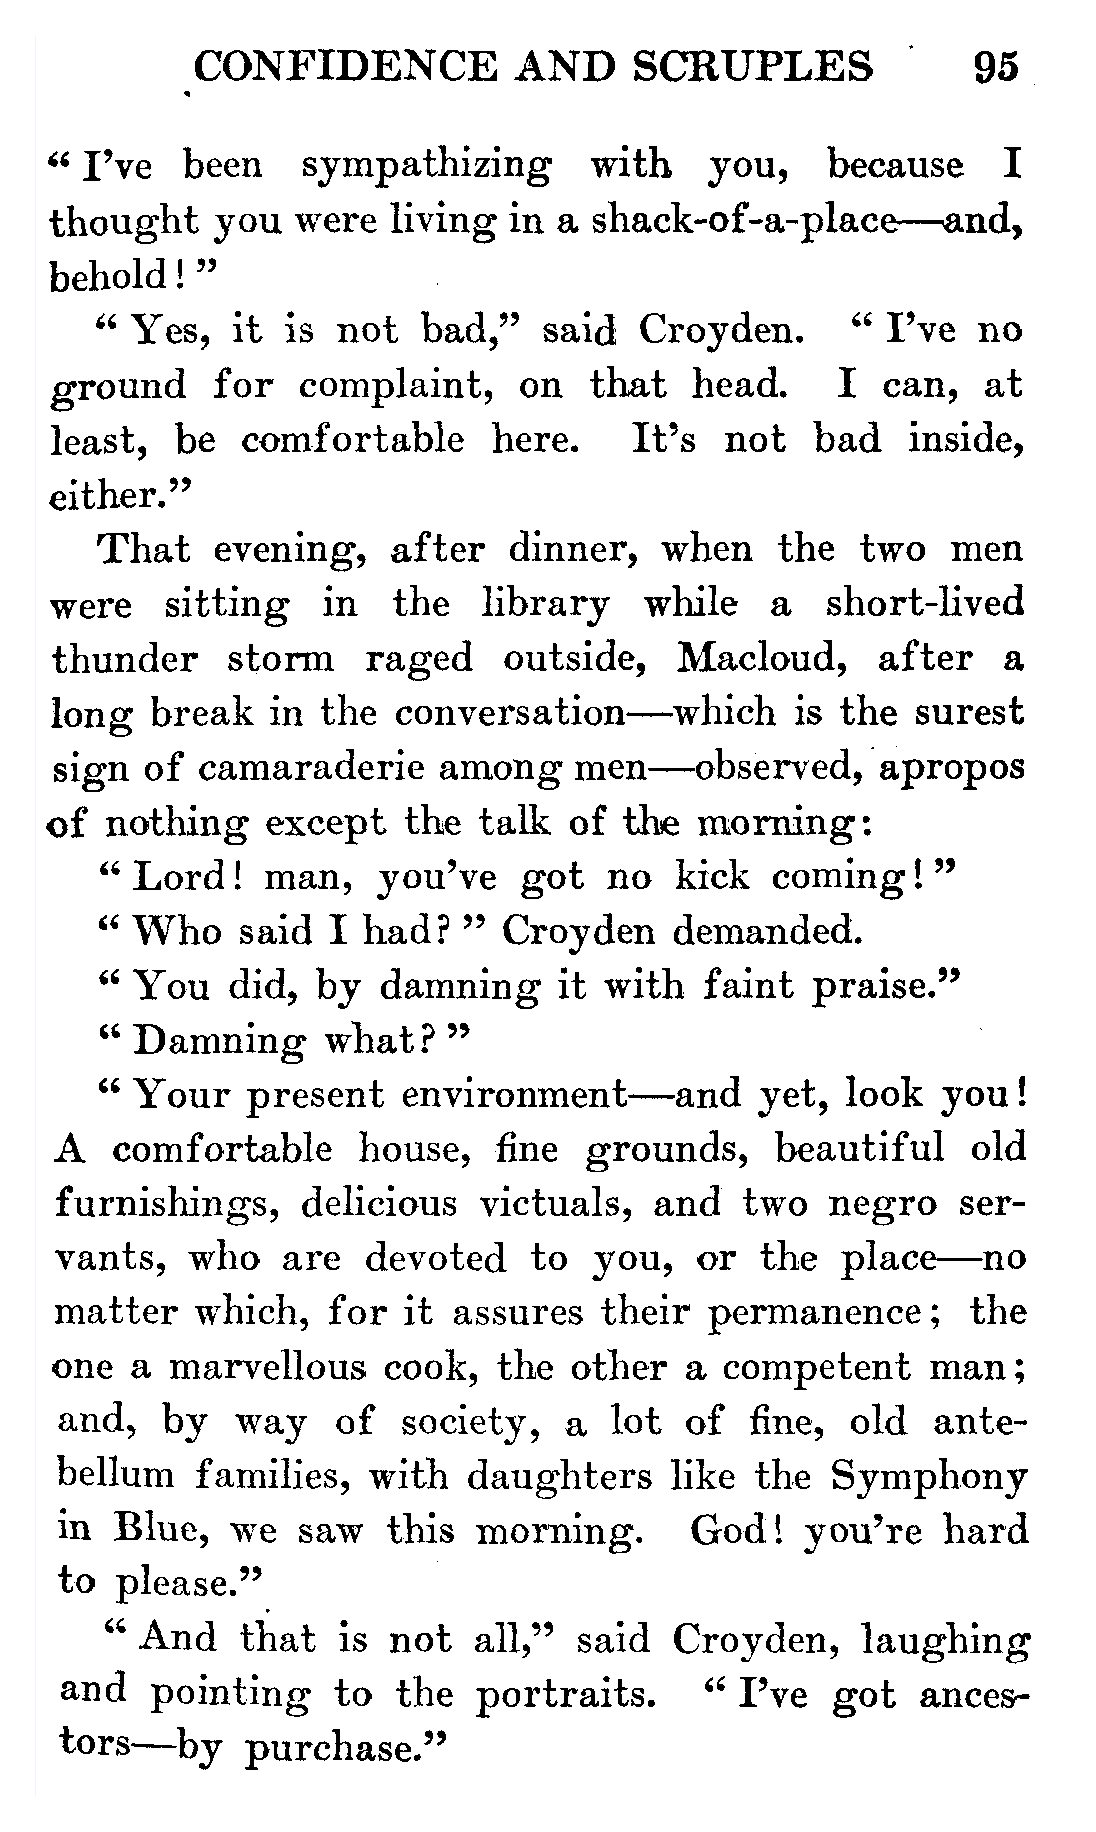 CONFIDENCE AND SCRUPLES 95
“ I’ve been sympathizing with you, because I
thought you were living in a shack-of-a-place—and,
behold! ”
“ Yes, it is not bad,” said Croyden. “ I’ve no
ground for complaint, on that head. I can, at
least, be comfortable here. It’s not bad inside,
either.”
That evening, after dinner, when the two men
were sitting in the library while a short-lived
thunder storm raged outside, Macloud, after a
long break in the conversation—which is the surest
sign of camaraderie among men—observed, apropos
of nothing except the talk of the morning:
“ Lord! man, you’ve got no kick coming! ”
“ Who said I had? ” Croyden demanded.
“ You did, by damning it with faint praise.”
“ Damning what? ”
“ Your present environment—and yet, look you!
A comfortable house, fine grounds, beautiful old
furnishings, delicious victuals, and two negro ser-
vants, who are devoted to you, or the place—no
matter which, for it assures their permanence; the
one a marvellous cook, the other a competent man;
and, by way of society, a lot of fine, old ante-
bellum families, with daughters like the Symphony
in Blue, we saw this morning. God! you’re hard
to please.”
“ And that is not all,” said Croyden, laughing
and pointing to the portraits. “ I’ve got ances-
tors—by purchase.”